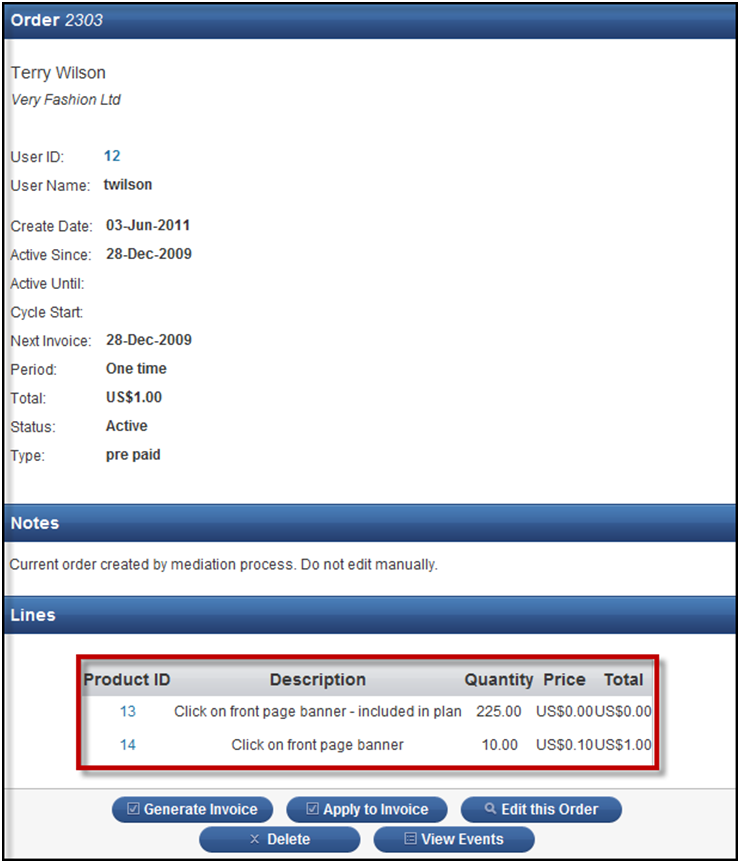 Order 2303
Terry Wilson
Very Fashion Ltd
User ID: 12
User Name: twilson
Create Date: 03-Jun-2011
Active Since: 28-Dec-2009
Active Until:
Cycle Start:
Next Invoice: 28-Dec-2009
Period: One time
Total: US$1.00
Status: Active
Type: pre paid
Notes
Current order created by mediation process. Do not edit manually.
Lines
Product ID Description Quantity Price Total
13 Click on front page banner - included in plan 225.00 US$0.00 US$0.00
14 Click on front page banner 10.00 US$0.10 US$1.00
Generate Invoice Apply to Invoice Edit this Order
Delete View Events